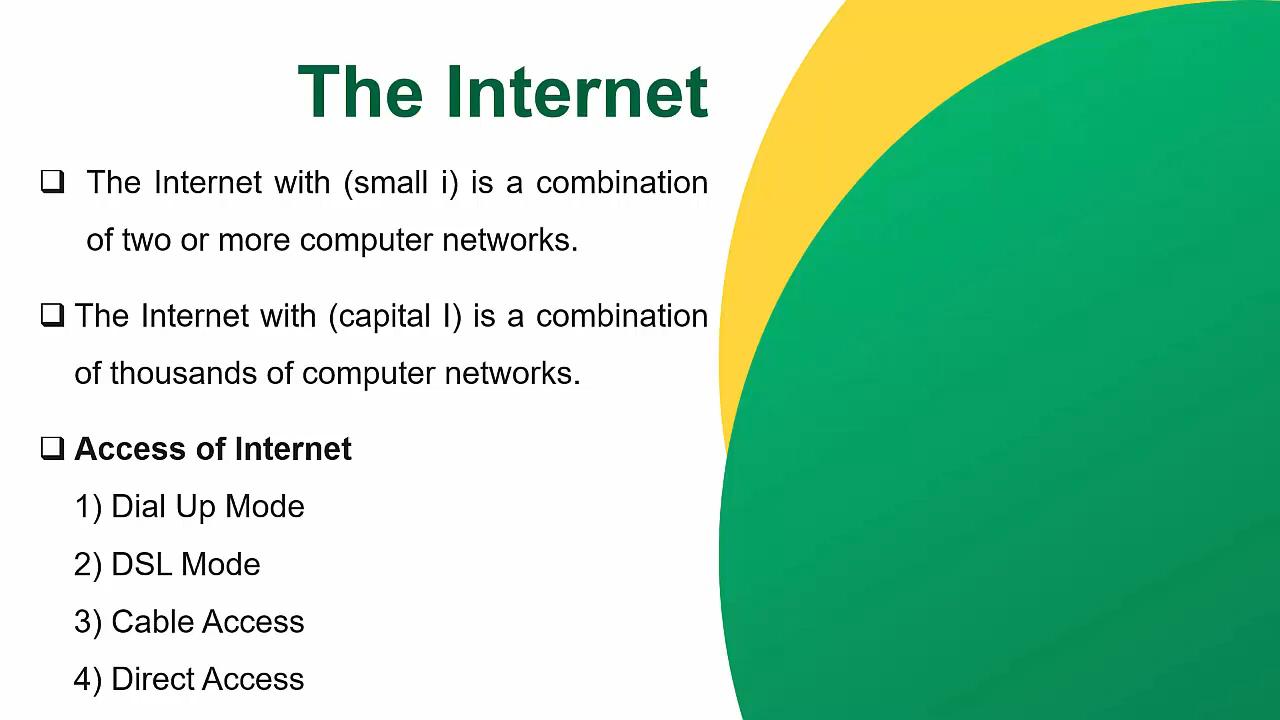 The Internet
❑ The Internet with (small i) is a combination
of two or more computer networks.
❑ The Internet with (capital I) is a combination
of thousands of computer networks.
❑ Access of Internet
1) Dial Up Mode
2) DSL Mode
3) Cable Access
4) Direct Access